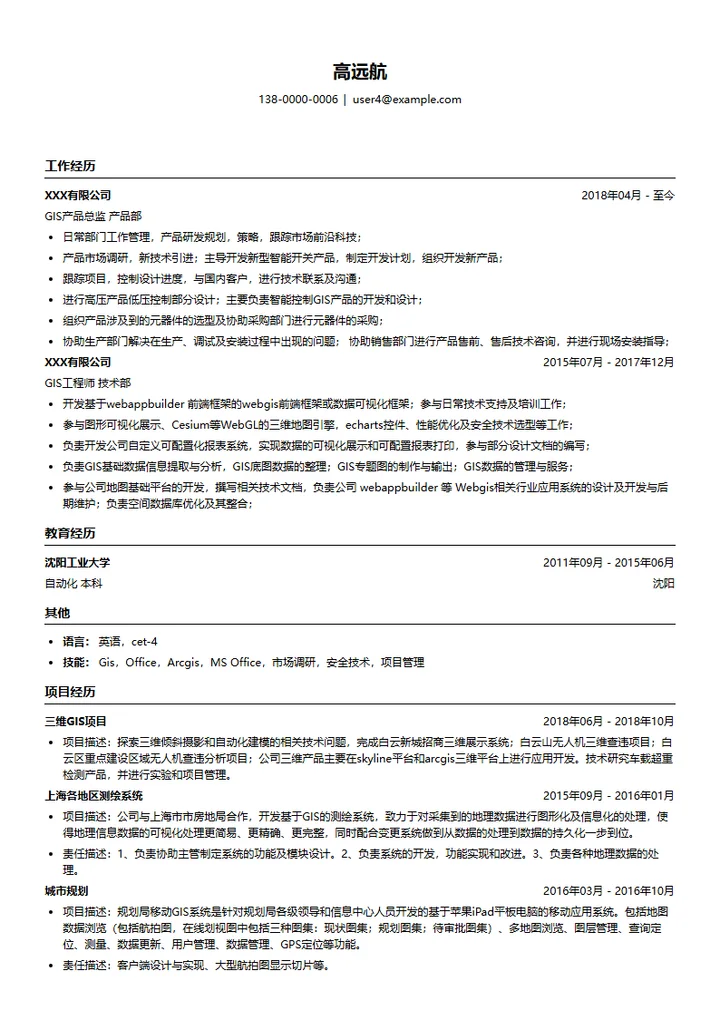 高远航
138-0000-0006 | user4@example.com
工作经历
XXX有限公司 2018年04月 - 至今
GIS产品总监 产品部
• 日常部门工作管理，产品研发规划，策略，跟踪市场前沿科技；
• 产品市场调研，新技术引进；主导开发新型智能开关产品，制定开发计划，组织开发新产品；
• 跟踪项目，控制设计进度，与国内客户，进行技术联系及沟通；
• 进行高压产品低压控制部分设计；主要负责智能控制GIS产品的开发和设计；
• 组织产品涉及到的元器件的选型及协助采购部门进行元器件的采购；
• 协助生产部门解决在生产、调试及安装过程中出现的问题； 协助销售部门进行产品售前、售后技术咨询，并进行现场安装指导；
XXX有限公司 2015年07月 - 2017年12月
GIS工程师 技术部
• 开发基于webappbuilder 前端框架的webgis前端框架或数据可视化框架；参与日常技术支持及培训工作；
• 参与图形可视化展示、Cesium等WebGL的三维地图引擎，echarts控件、性能优化及安全技术选型等工作；
• 负责开发公司自定义可配置化报表系统，实现数据的可视化展示和可配置报表打印，参与部分设计文档的编写；
• 负责GIS基础数据信息提取与分析，GIS底图数据的整理；GIS专题图的制作与输出；GIS数据的管理与服务；
• 参与公司地图基础平台的开发，撰写相关技术文档，负责公司 webappbuilder 等 Webgis相关行业应用系统的设计及开发与后
期维护；负责空间数据库优化及其整合；
教育经历
沈阳工业大学 2011年09月 - 2015年06月
自动化 本科 沈阳
其他
• 语言： 英语，cet-4
• 技能： Gis，Office，Arcgis，MS Office，市场调研，安全技术，项目管理
项目经历
三维GIS项目 2018年06月 - 2018年10月
• 项目描述：探索三维倾斜摄影和自动化建模的相关技术问题，完成白云新城招商三维展示系统；白云山无人机三维查违项目；白
云区重点建设区域无人机查违分析项目；公司三维产品主要在skyline平台和arcgis三维平台上进行应用开发。技术研究车载超重
检测产品，并进行实验和项目管理。
上海各地区测绘系统 2015年09月 - 2016年01月
• 项目描述：公司与上海市市房地局合作，开发基于GIS的测绘系统，致力于对采集到的地理数据进行图形化及信息化的处理，使
得地理信息数据的可视化处理更简易、更精确、更完整，同时配合变更系统做到从数据的处理到数据的持久化一步到位。
• 责任描述：1、负责协助主管制定系统的功能及模块设计。2、负责系统的开发，功能实现和改进。3、负责各种地理数据的处
理。
城市规划 2016年03月 - 2016年10月
• 项目描述：规划局移动GIS系统是针对规划局各级领导和信息中心人员开发的基于苹果iPad平板电脑的移动应用系统。包括地图
数据浏览（包括航拍图，在线划视图中包括三种图集：现状图集；规划图集；待审批图集）、多地图浏览、图层管理、查询定
位、测量、数据更新、用户管理、数据管理、GPS定位等功能。
• 责任描述：客户端设计与实现、大型航拍图显示切片等。